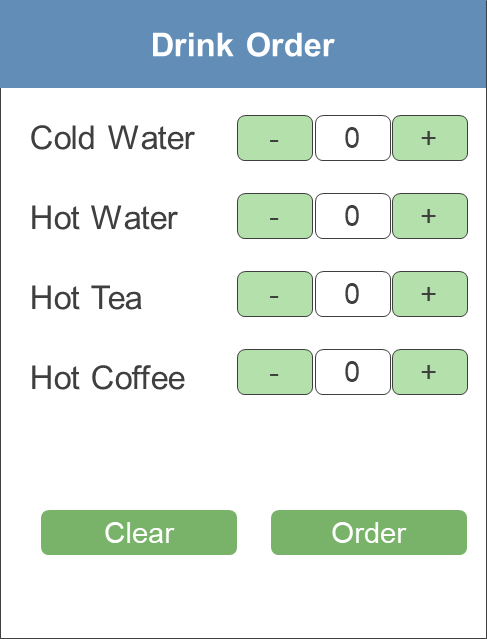 Drink Order
Cold Water - 0 +
Hot Water - 0 +
Hot Tea - 0 +
Hot Coffee - 0 +
Clear Order